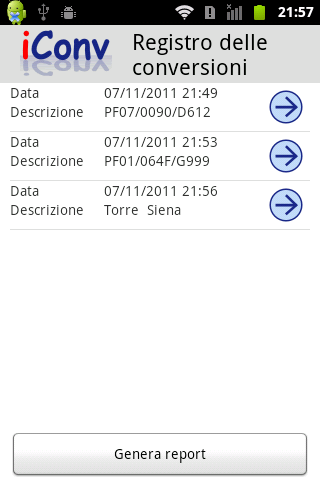 21:57
iConv
Registro delle
conversioni
Data 07/11/2011 21:49
Descrizione PF07/0090/D612
Data 07/11/2011 21:53
Descrizione PF01/064F/G999
Data 07/11/2011 21:56
Descrizione Torre Siena
Genera report